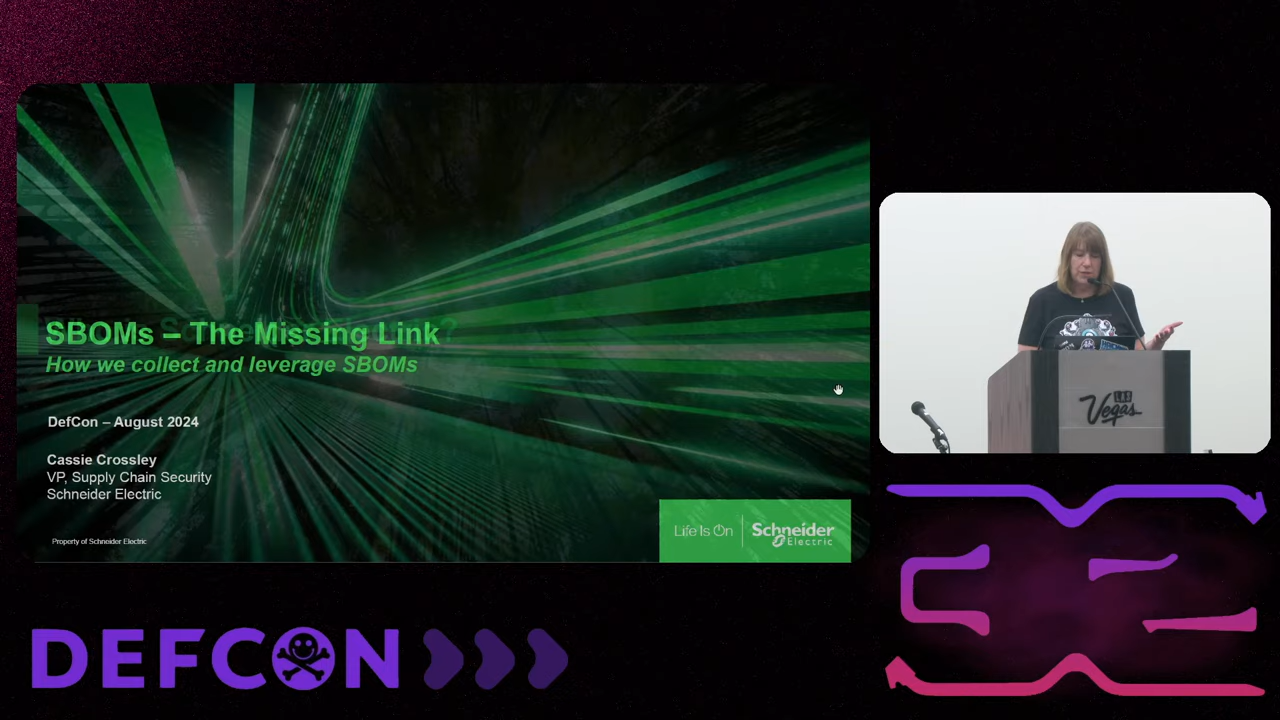 SBOMs – The Missing Link
How we collect and leverage SBOMs
DefCon – August 2024
Cassie Crossley
VP, Supply Chain Security
Schneider Electric
Property of Schneider Electric
Life Is On
Schneider
Electric
LAS
Vegas
DEFCON